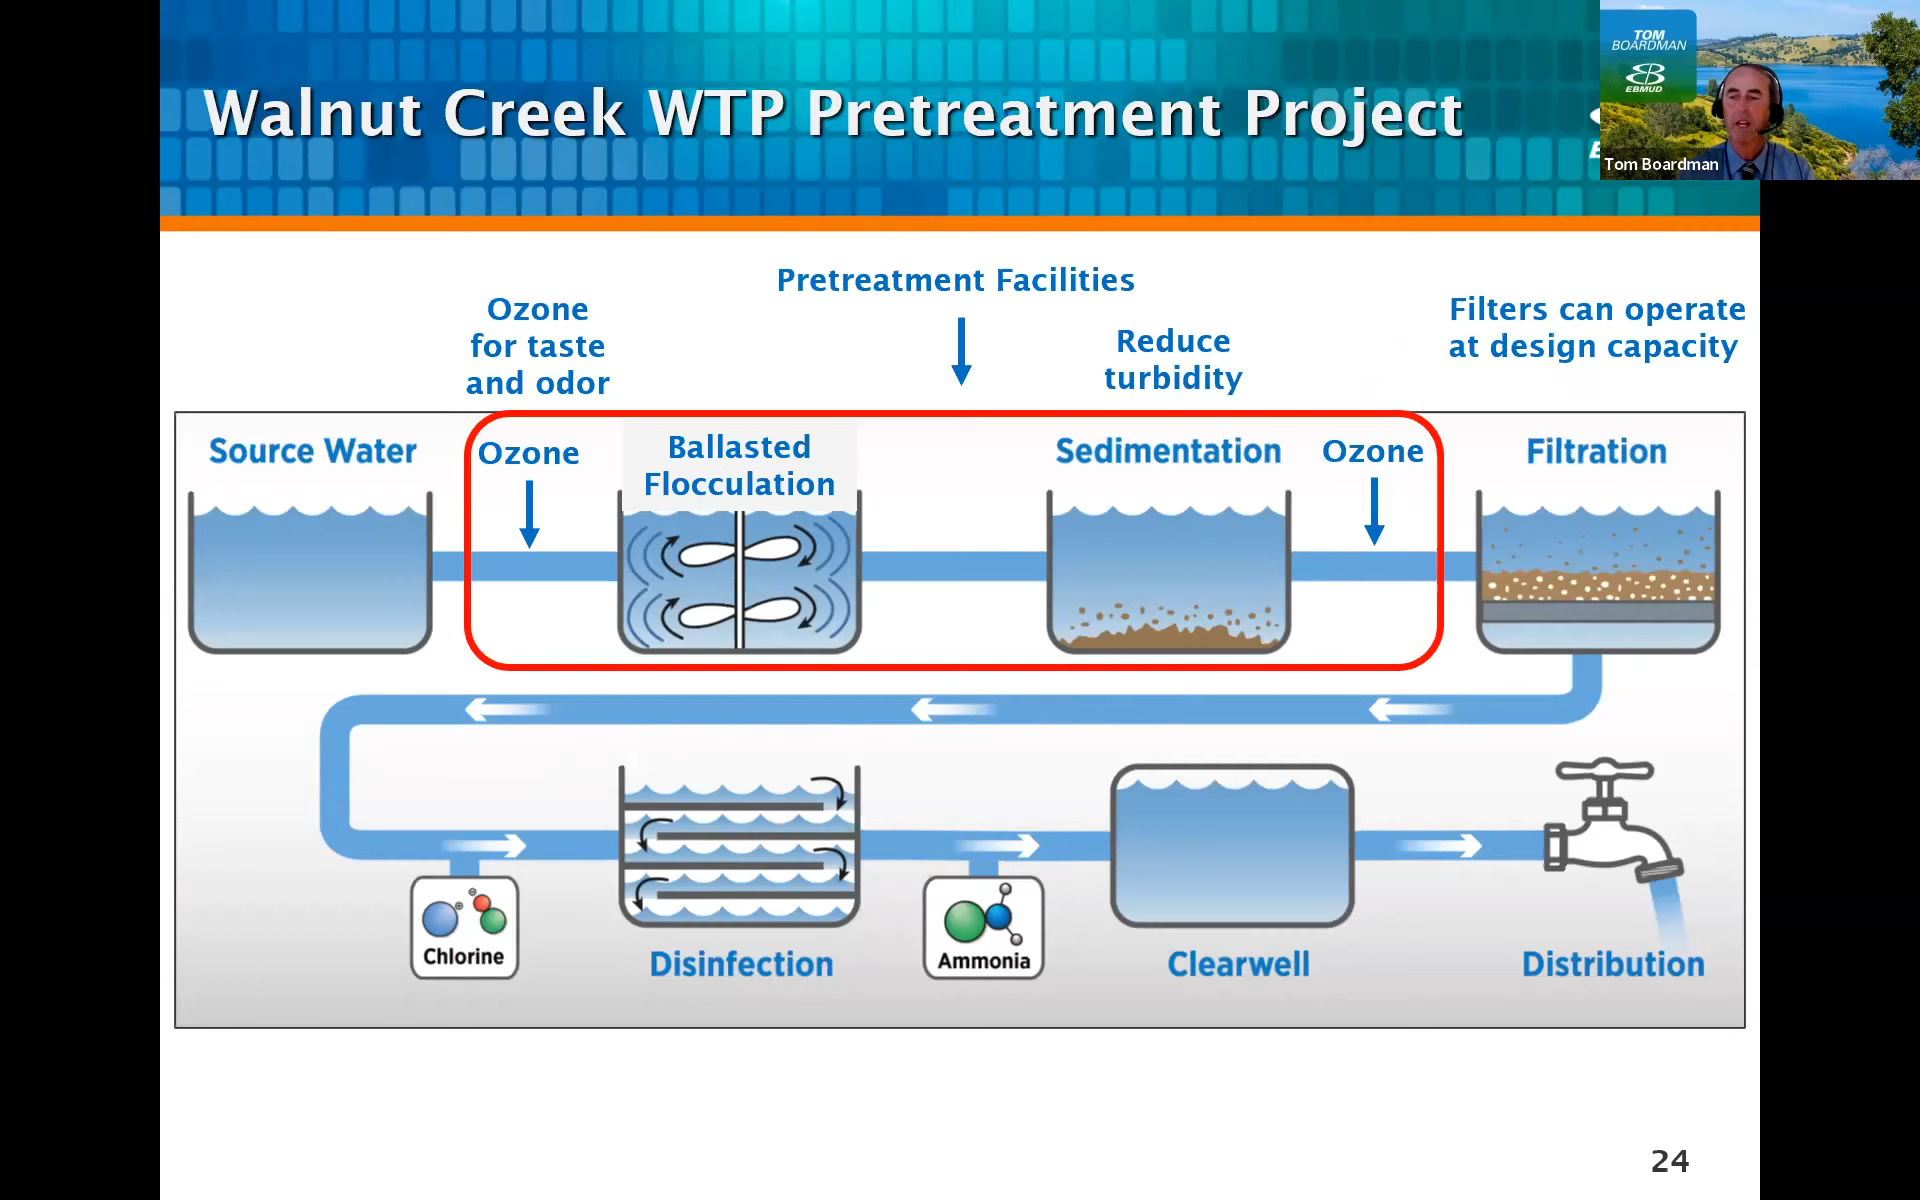 Walnut Creek WTP Pretreatment Project
TOM
BOARDMAN
EBMUD
Tom Boardman
Pretreatment Facilities
Ozone
for taste
and odor
Reduce
turbidity
Filters can operate
at design capacity
Source Water
Ozone
Ballasted
Flocculation
Sedimentation
Ozone
Filtration
Chlorine
Disinfection
Ammonia
Clearwell
Distribution
24